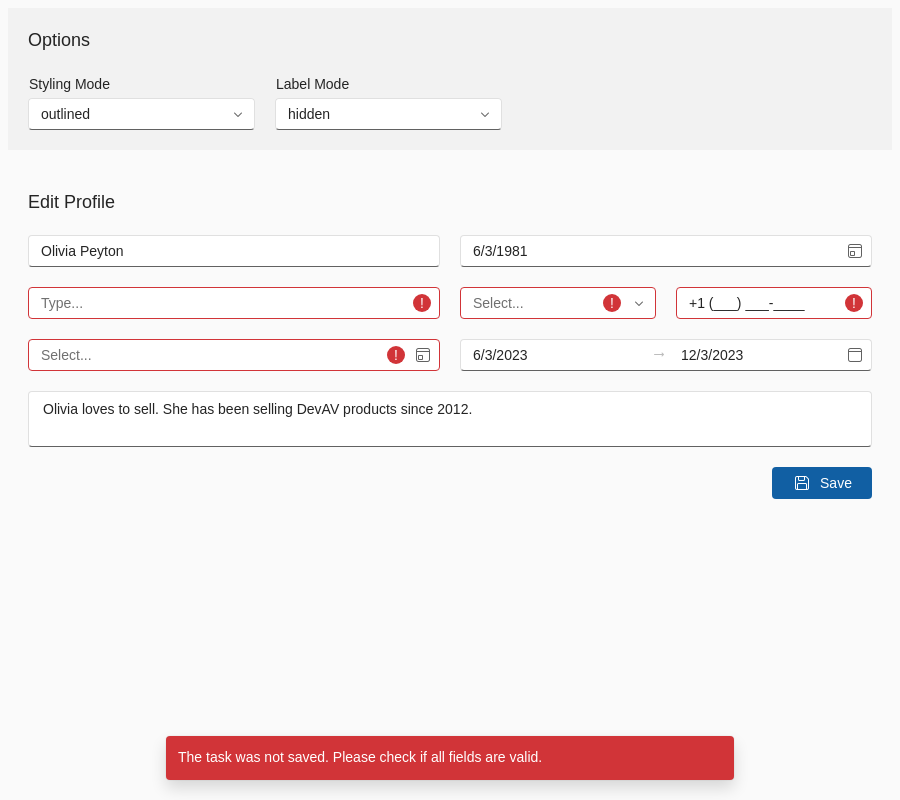 Options
Styling Mode Label Mode
outlined hidden
Edit Profile
Olivia Peyton 6/3/1981
Type... ! Select... ! +1 (___) ___-____ !
Select... ! 6/3/2023 → 12/3/2023
Olivia loves to sell. She has been selling DevAV products since 2012.
Save
The task was not saved. Please check if all fields are valid.